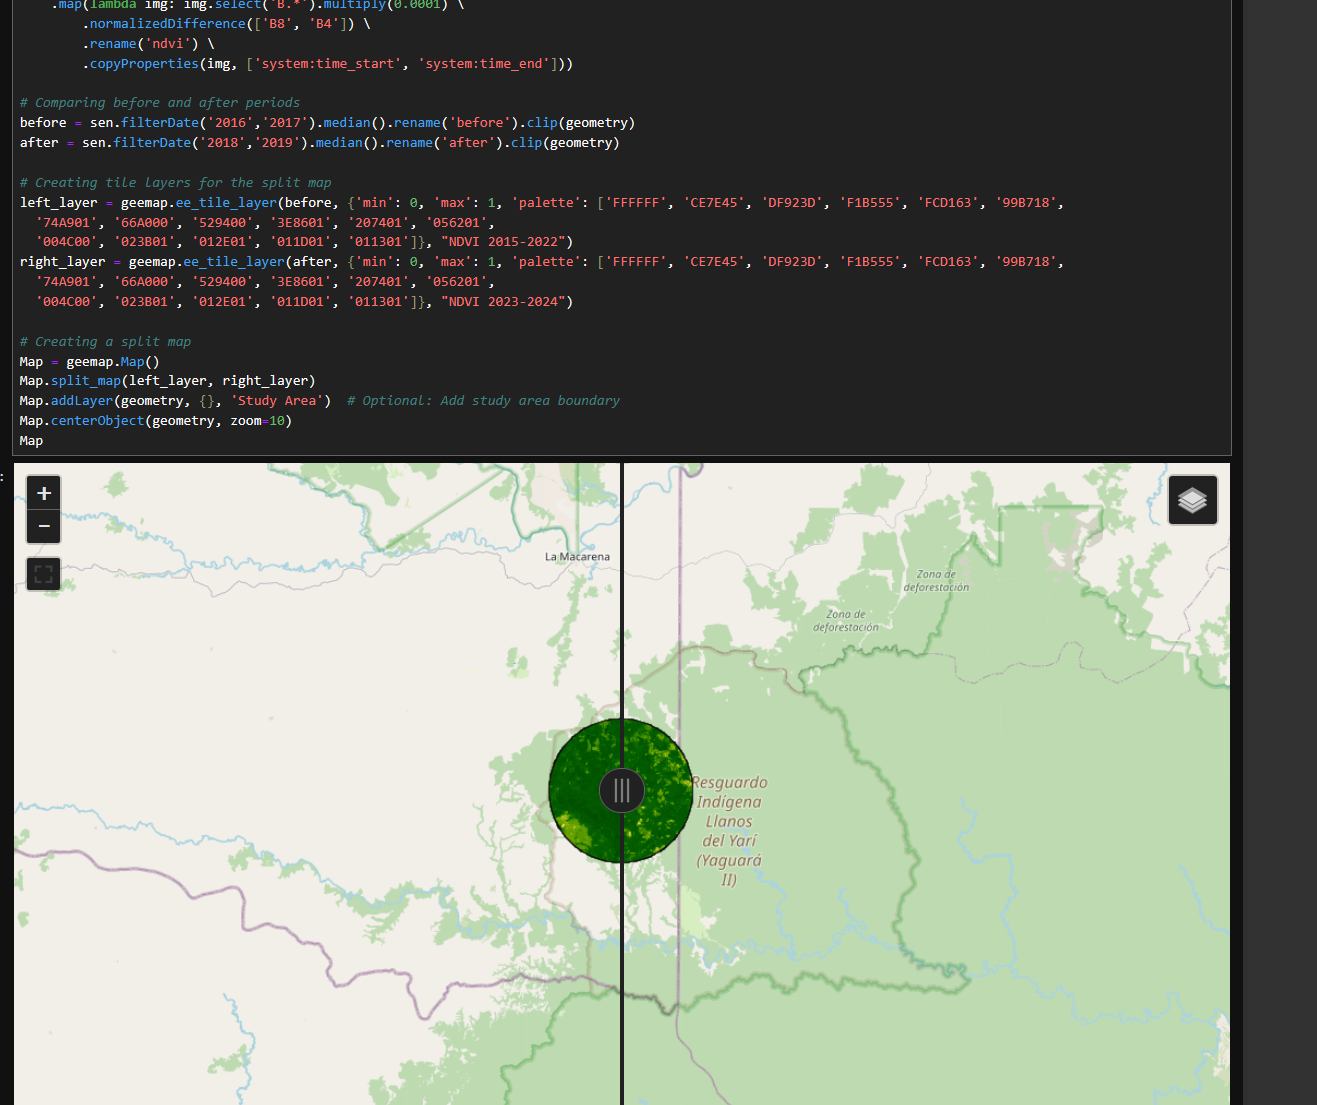 .map(lambda img: img.select('B.*').multiply(0.0001) \
.normalizedDifference(['B8', 'B4']) \
.rename('ndvi') \
.copyProperties(img, ['system:time_start', 'system:time_end']))
# Comparing before and after periods
before = sen.filterDate('2016','2017').median().rename('before').clip(geometry)
after = sen.filterDate('2018','2019').median().rename('after').clip(geometry)
# Creating tile layers for the split map
left_layer = geemap.ee_tile_layer(before, {'min': 0, 'max': 1, 'palette': ['FFFFFF', 'CE7E45', 'DF923D', 'F1B555', 'FCD163', '99B718',
'74A901', '66A000', '529400', '3E8601', '207401', '056201',
'004C00', '023B01', '012E01', '011D01', '011301']}, "NDVI 2015-2022")
right_layer = geemap.ee_tile_layer(after, {'min': 0, 'max': 1, 'palette': ['FFFFFF', 'CE7E45', 'DF923D', 'F1B555', 'FCD163', '99B718',
'74A901', '66A000', '529400', '3E8601', '207401', '056201',
'004C00', '023B01', '012E01', '011D01', '011301']}, "NDVI 2023-2024")
# Creating a split map
Map = geemap.Map()
Map.split_map(left_layer, right_layer)
Map.addLayer(geometry, {}, 'Study Area')  # Optional: Add study area boundary
Map.centerObject(geometry, zoom=10)
Map
:
+
−
La Macarena
Zona de
deforestación
Zona de
deforestación
Resguardo
Indígena
Llanos
del Yarí
(Yaguará
II)